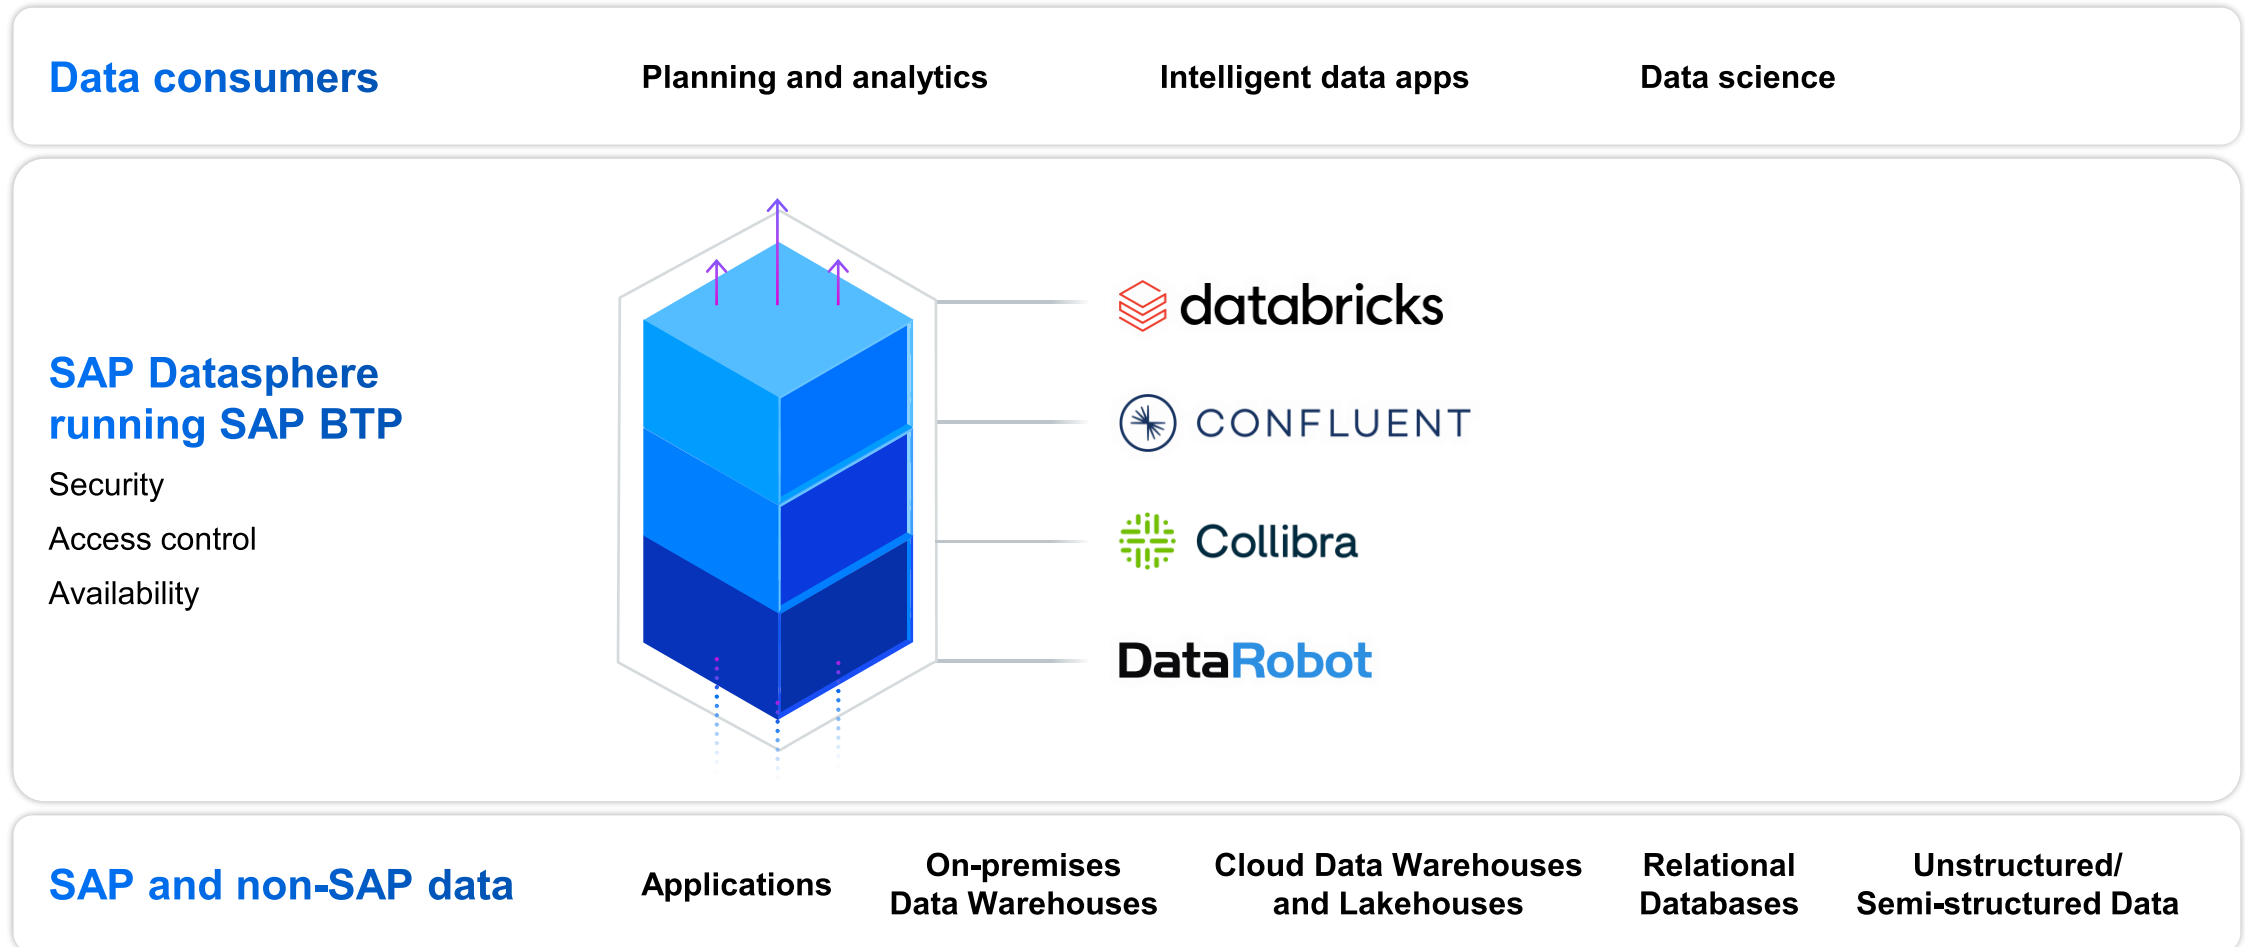 Data consumers
Planning and analytics
Intelligent data apps
Data science
SAP Datasphere
running SAP BTP
Security
Access control
Availability
databricks
CONFLUENT
Collibra
DataRobot
SAP and non-SAP data
Applications
On-premises
Data Warehouses
Cloud Data Warehouses
and Lakehouses
Relational
Databases
Unstructured/
Semi-structured Data